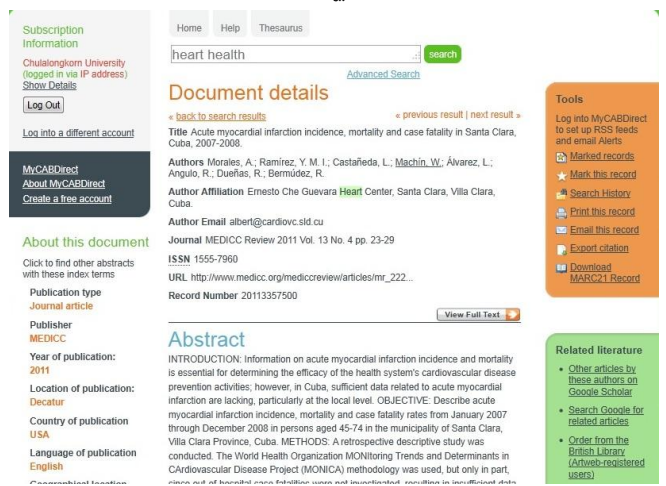 Subscription
Information
Chulalongkorn University
(logged in via IP address)
Show Details
Log Out
Log into a different account
MyCABDirect
About MyCABDirect
Create a free account
About this document
Click to find other abstracts
with these index terms
Publication type
Journal article
Publisher
MEDICC
Year of publication:
2011
Location of publication:
Decatur
Country of publication
USA
Language of publication
English
Home Help Thesaurus
heart health
search
Advanced Search
Document details
« back to search results
« previous result | next result »
Title Acute myocardial infarction incidence, mortality and case fatality in Santa Clara,
Cuba, 2007-2008.
Authors Morales, A.; Ramírez, Y. M. I.; Castañeda, L.; Machín, W.; Álvarez, L.;
Angulo, R.; Dueñas, R.; Bermúdez, R.
Author Affiliation Ernesto Che Guevara Heart Center, Santa Clara, Villa Clara,
Cuba.
Author Email albert@cardiovc.sld.cu
Journal MEDICC Review 2011 Vol. 13 No. 4 pp. 23-29
ISSN 1555-7960
URL http://www.medicc.org/mediccreview/articles/mr_222...
Record Number 20113357500
View Full Text
Abstract
INTRODUCTION: Information on acute myocardial infarction incidence and mortality
is essential for determining the efficacy of the health system's cardiovascular disease
prevention activities; however, in Cuba, sufficient data related to acute myocardial
infarction are lacking, particularly at the local level. OBJECTIVE: Describe acute
myocardial infarction incidence, mortality and case fatality rates from January 2007
through December 2008 in persons aged 45-74 in the municipality of Santa Clara,
Villa Clara Province, Cuba. METHODS: A retrospective descriptive study was
conducted. The World Health Organization MONItoring Trends and Determinants in
CArdiovascular Disease Project (MONICA) methodology was used, but only in part,
since out-of-hospital case fatalities were not investigated, resulting in insufficient data
Tools
Log into MyCABDirect
to set up RSS feeds
and email Alerts
Marked records
Mark this record
Search History
Print this record
Email this record
Export citation
Download
MARC21 Record
Related literature
Other articles by
these authors on
Google Scholar
Search Google for
related articles
Order from the
British Library
(Artweb-registered
users)